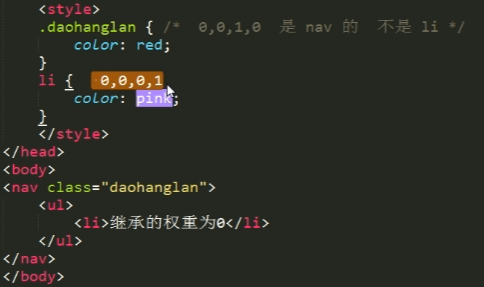 <style>
.daohanglan { /*  0,0,1,0  是 nav 的  不是 li */
    color: red;
}
li {  0,0,0,1
    color: pink;
}
</style>
</head>
<body>
<nav class="daohanglan">
    <ul>
        <li>继承的权重为0</li>
    </ul>
</nav>
</body>